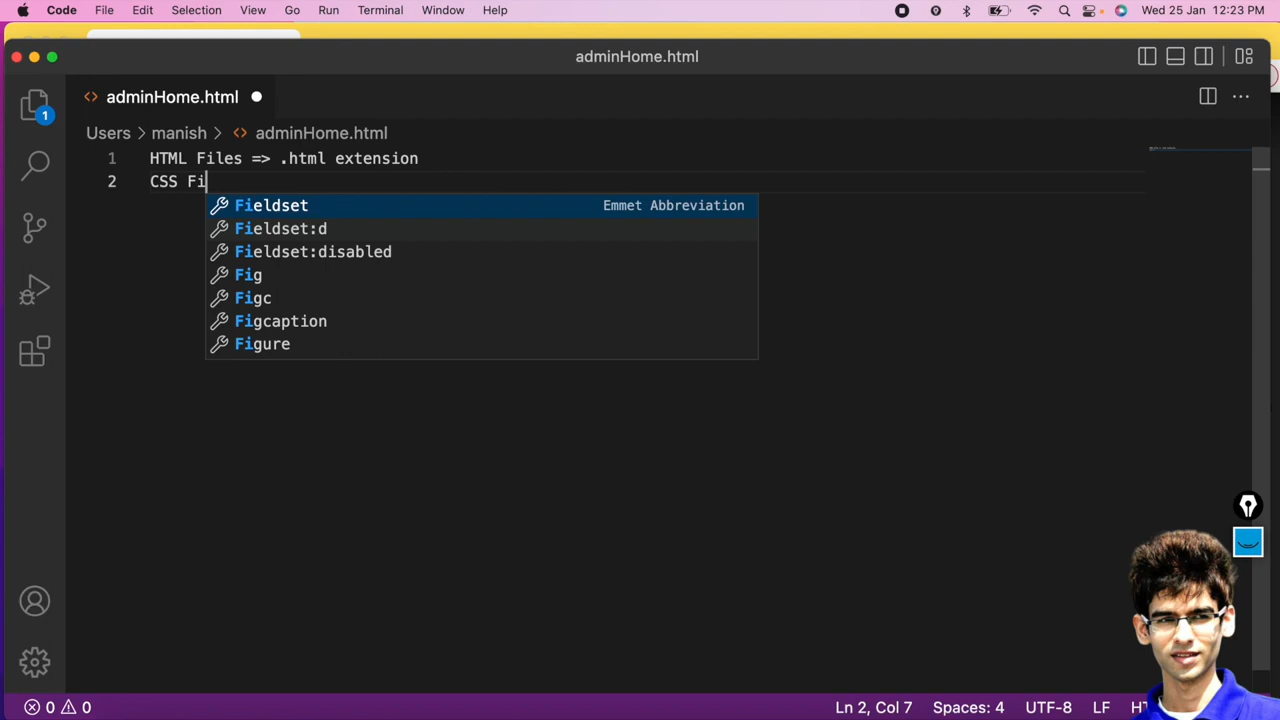 Code File Edit Selection View Go Run Terminal Window Help Wed 25 Jan 12:23 PM
adminHome.html
adminHome.html
1
Users > manish > adminHome.html
1 HTML Files => .html extension
2 CSS Fi
Fieldset Emmet Abbreviation
Fieldset:d
Fieldset:disabled
Fig
Figc
Figcaption
Figure
0 0 Ln 2, Col 7 Spaces: 4 UTF-8 LF